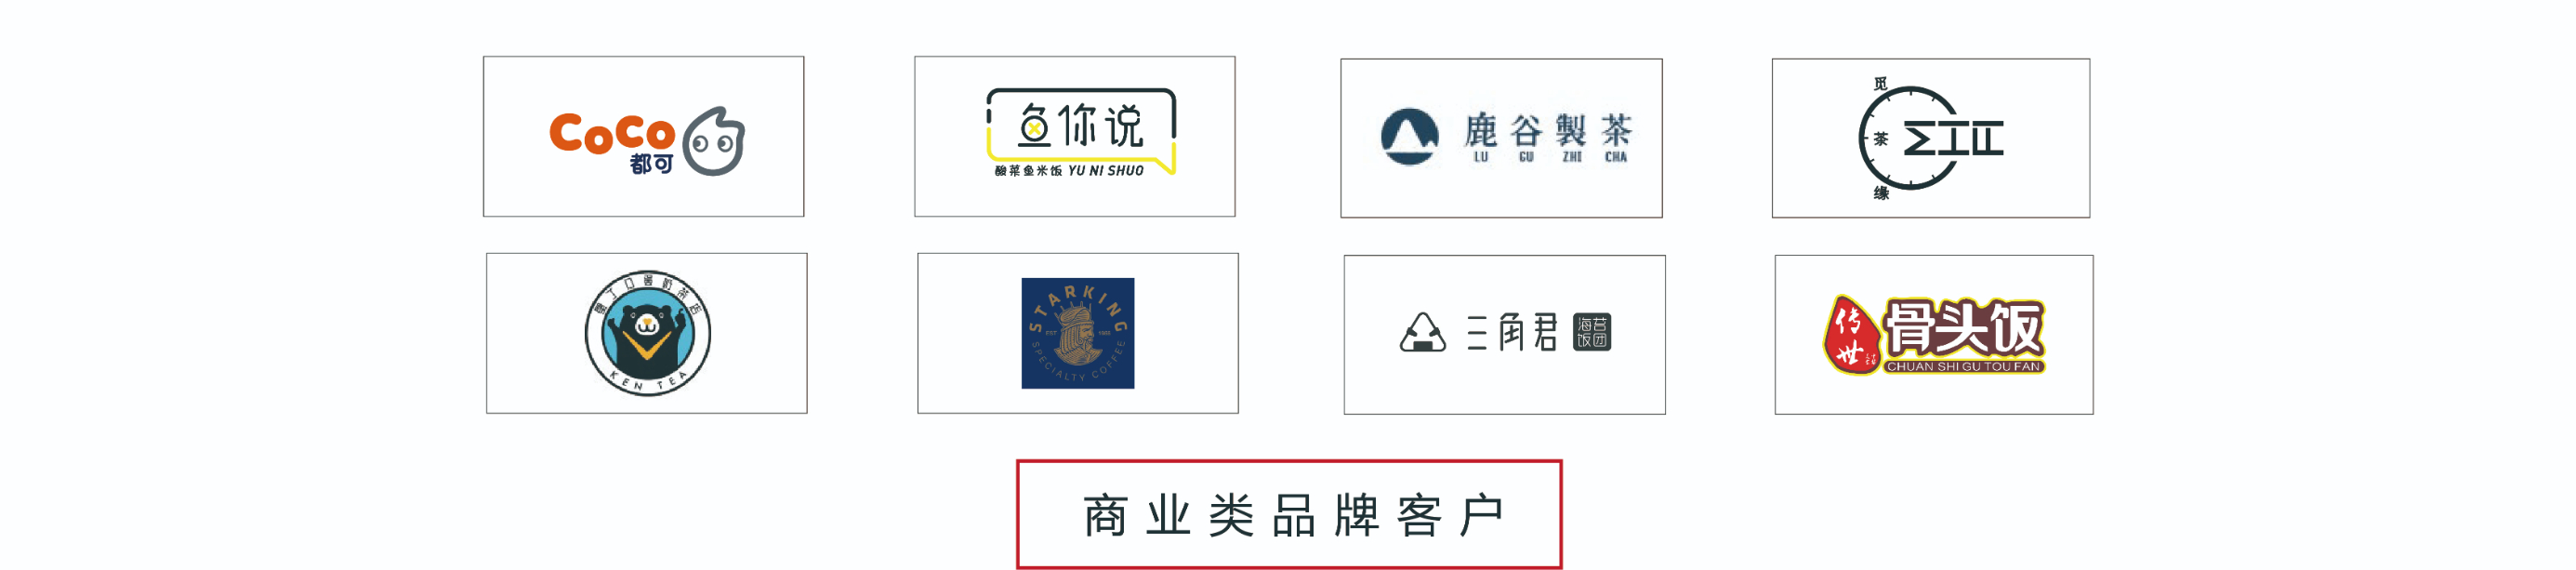 CoCo
都可
鱼你说
酸菜鱼米饭 YU NI SHUO
鹿谷製茶
LU GU ZHI CHA
觅
茶
缘
KEN TEA
STARKING
EST 1989
SPECIALTY COFFEE
三角君
海苔
饭团
传世
骨头饭
CHUAN SHI GU TOU FAN
商业类品牌客户